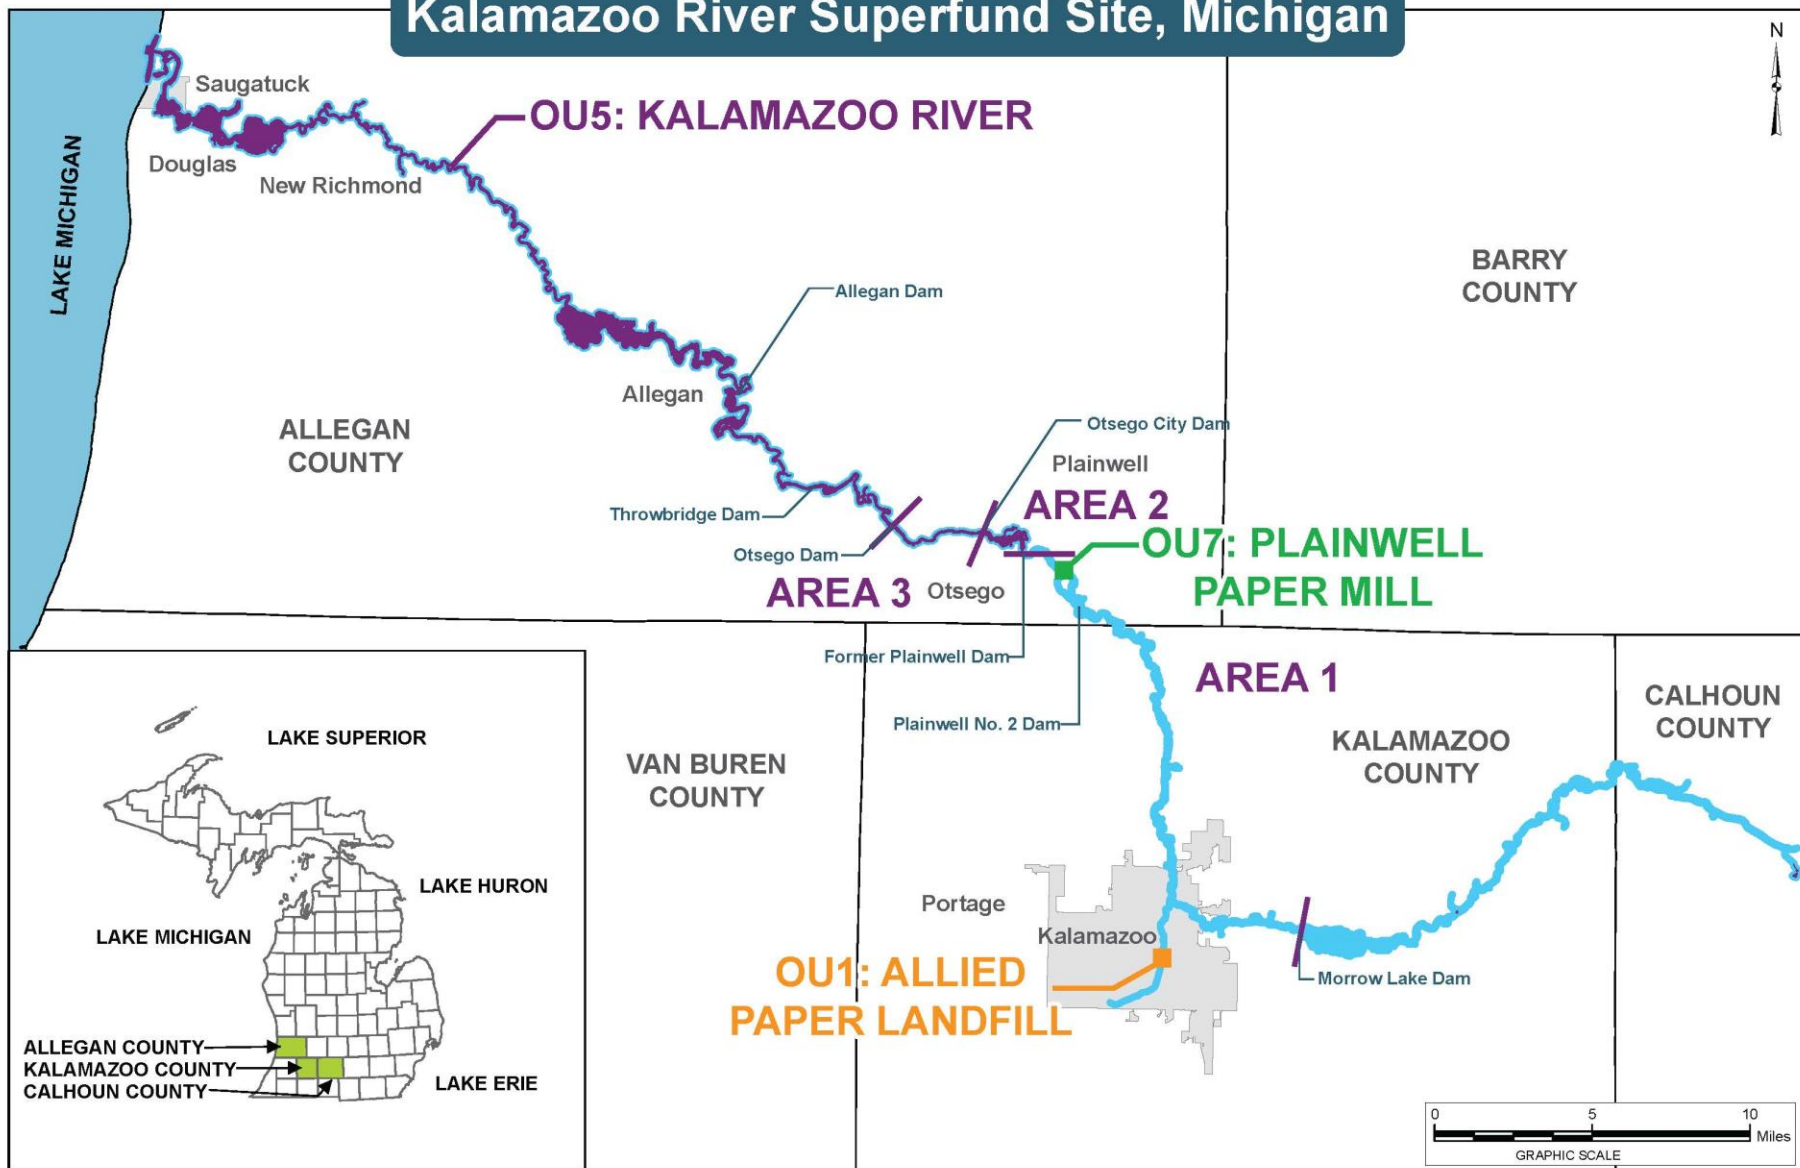 Kalamazoo River Superfund Site, Michigan
N
Saugatuck
OU5: KALAMAZOO RIVER
Douglas
New Richmond
LAKE MICHIGAN
BARRY
COUNTY
Allegan Dam
Allegan
ALLEGAN
COUNTY
Otsego City Dam
Plainwell
AREA 2
Throwbridge Dam
Otsego Dam
OU7: PLAINWELL
PAPER MILL
AREA 3
Otsego
Former Plainwell Dam
AREA 1
Plainwell No. 2 Dam
CALHOUN
COUNTY
KALAMAZOO
COUNTY
VAN BUREN
COUNTY
LAKE SUPERIOR
LAKE HURON
LAKE MICHIGAN
Portage
Kalamazoo
OU1: ALLIED
PAPER LANDFILL
Morrow Lake Dam
ALLEGAN COUNTY
KALAMAZOO COUNTY
CALHOUN COUNTY
LAKE ERIE
0 5 10
Miles
GRAPHIC SCALE